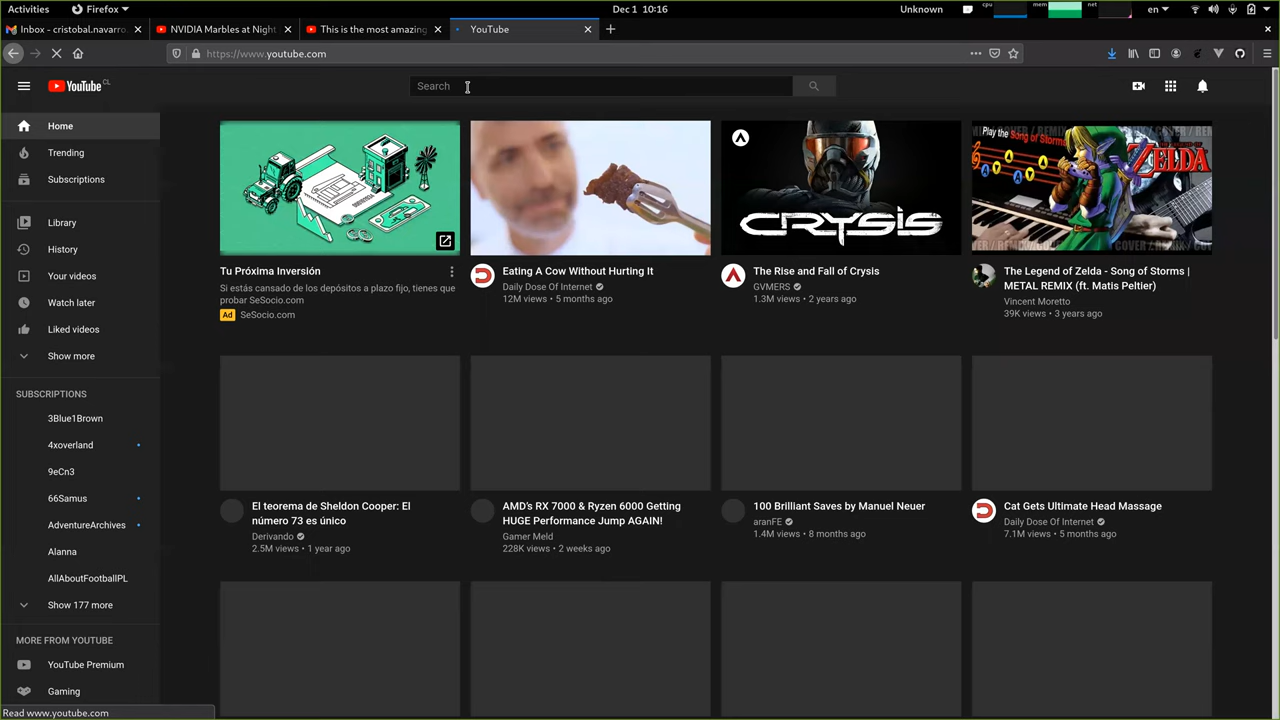 Activities
Firefox
Dec 1 10:16
Unknown
cpu
mem
net
en
Inbox - cristobal.navarro.
NVIDIA Marbles at Night
This is the most amazing
YouTube
https://www.youtube.com
YouTube CL
Search
Home
Trending
Subscriptions
Library
History
Your videos
Watch later
Liked videos
Show more
SUBSCRIPTIONS
3Blue1Brown
4xoverland
9eCn3
66Samus
AdventureArchives
Alanna
AllAboutFootballPL
Show 177 more
MORE FROM YOUTUBE
YouTube Premium
Gaming
Tu Próxima Inversión
Si estás cansado de los depósitos a plazo fijo, tienes que
probar SeSocio.com
Ad SeSocio.com
Eating A Cow Without Hurting It
Daily Dose Of Internet
12M views • 5 months ago
CRYSIS
The Rise and Fall of Crysis
GVMERS
1.3M views • 2 years ago
Play the Song of Storms
THE LEGEND OF
ZELDA
COVER / REMIX
The Legend of Zelda - Song of Storms |
METAL REMIX (ft. Matis Peltier)
Vincent Moretto
39K views • 3 years ago
El teorema de Sheldon Cooper: El
número 73 es único
Derivando
2.5M views • 1 year ago
AMD's RX 7000 & Ryzen 6000 Getting
HUGE Performance Jump AGAIN!
Gamer Meld
228K views • 2 weeks ago
100 Brilliant Saves by Manuel Neuer
aranFE
1.4M views • 8 months ago
Cat Gets Ultimate Head Massage
Daily Dose Of Internet
7.1M views • 5 months ago
Read www.youtube.com